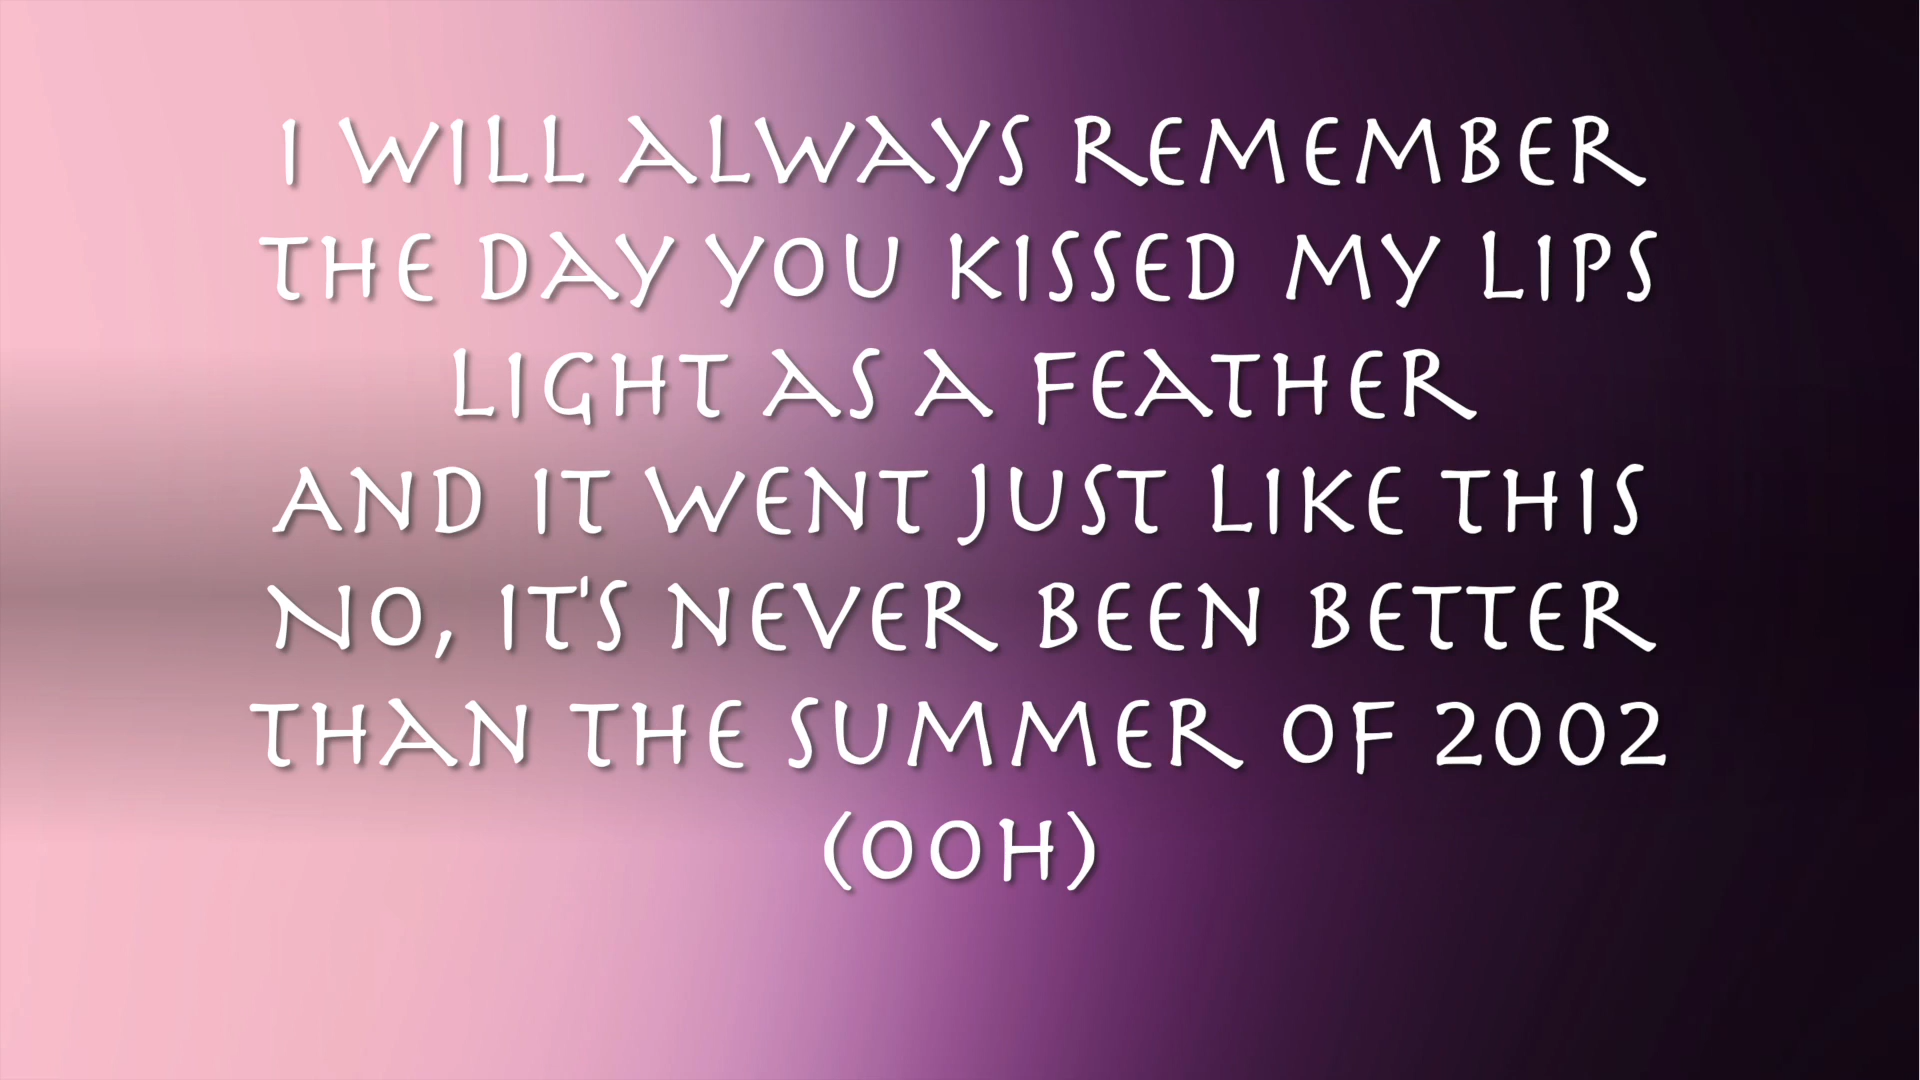 I WILL ALWAYS REMEMBER
THE DAY YOU KISSED MY LIPS
LIGHT AS A FEATHER
AND IT WENT JUST LIKE THIS
NO, IT'S NEVER BEEN BETTER
THAN THE SUMMER OF 2002
(OOH)